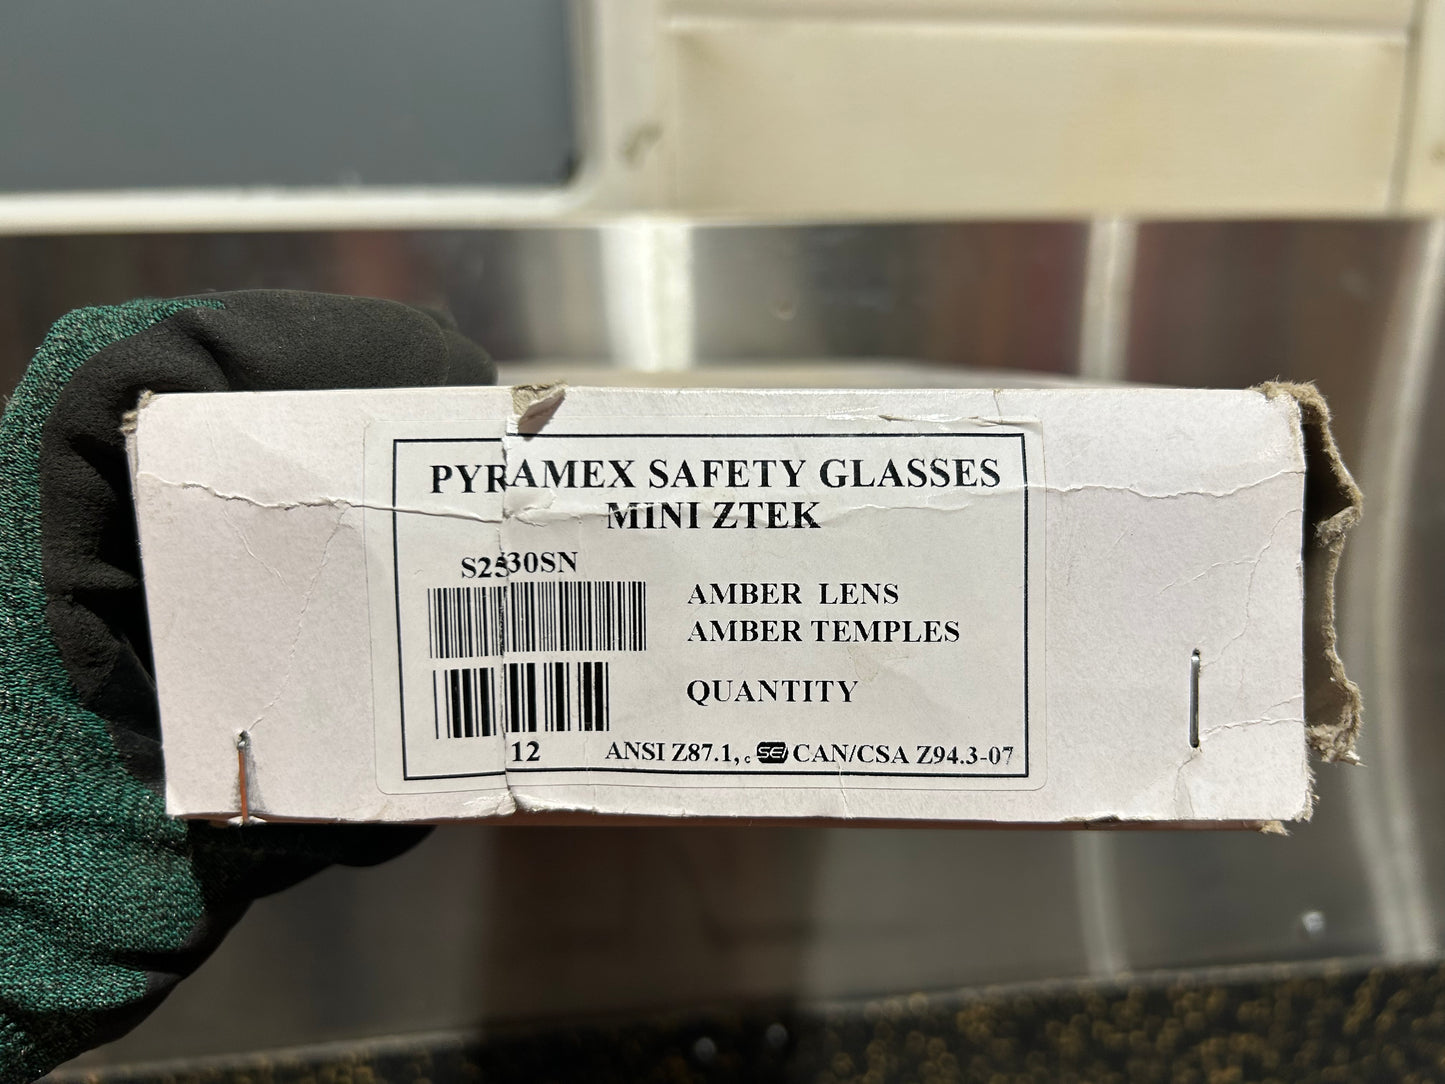 PYRAMEX SAFETY GLASSES
MINI ZTEK
S2530SN
AMBER LENS
AMBER TEMPLES
QUANTITY
12
ANSI Z87.1, c SEI CAN/CSA Z94.3-07